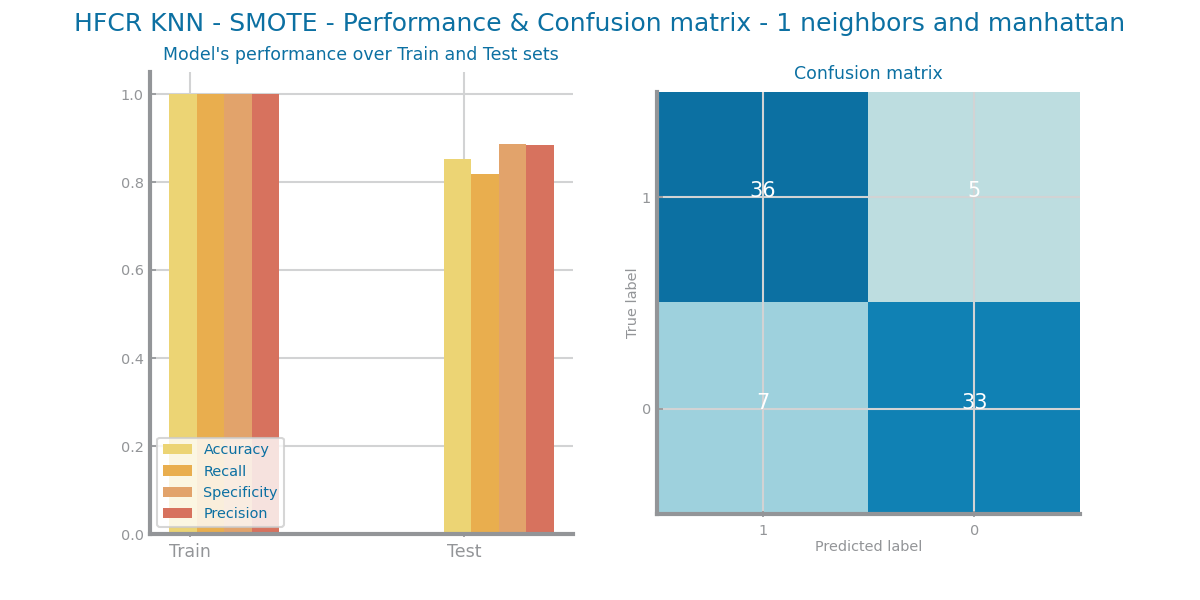 HFCR KNN - SMOTE - Performance & Confusion matrix - 1 neighbors and manhattan
Model's performance over Train and Test sets
1.0
0.8
0.6
0.4
0.2
0.0
Accuracy
Recall
Specificity
Precision
Train
Test
Confusion matrix
True label
1
0
36
5
7
33
1
0
Predicted label